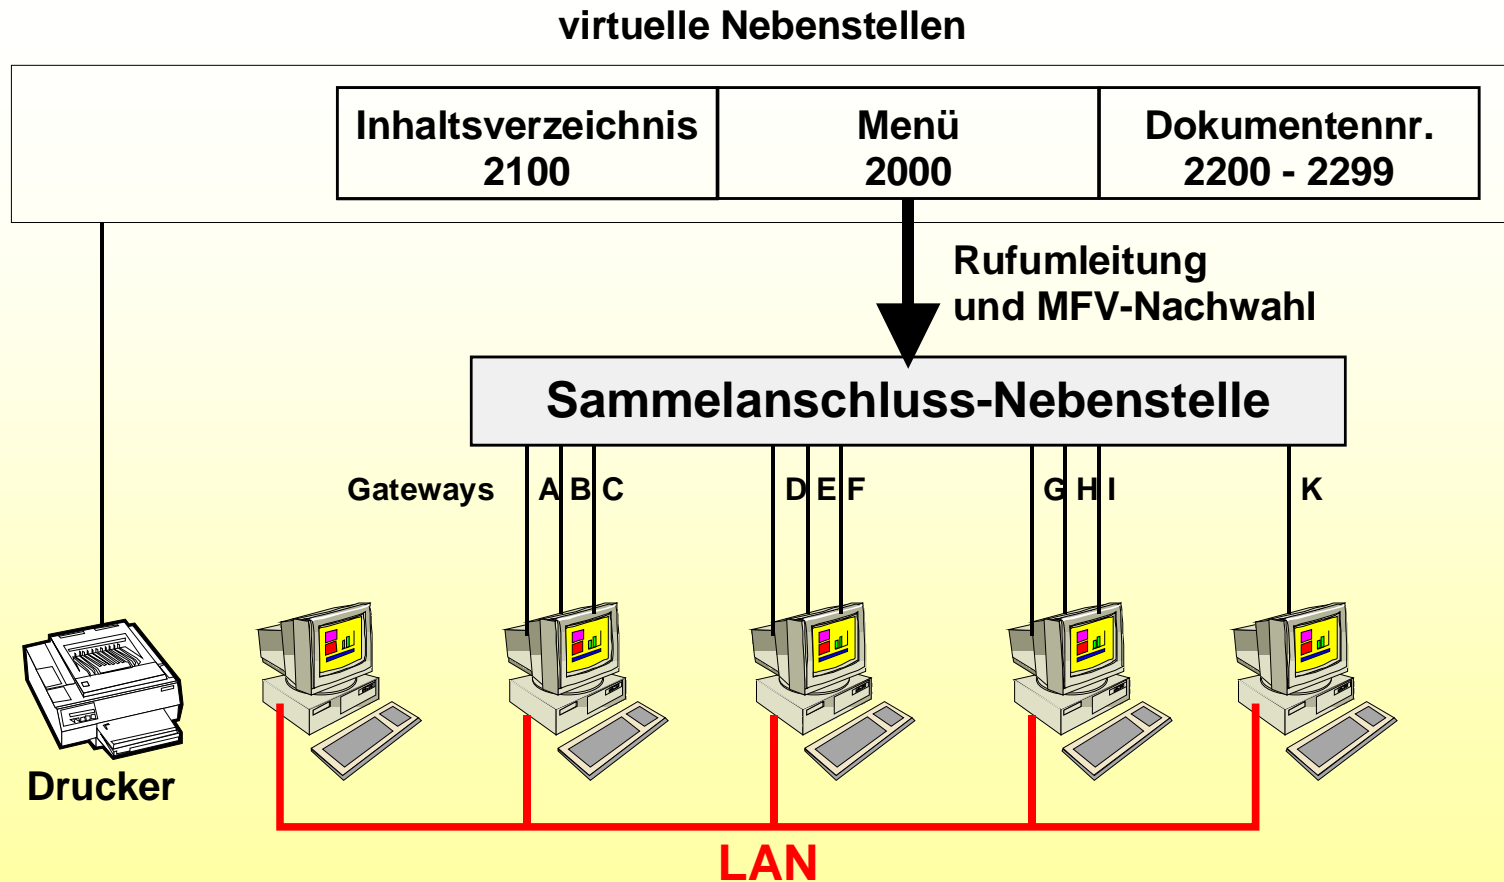 virtuelle Nebenstellen
Inhaltsverzeichnis
2100
Menü
2000
Dokumentennr.
2200 - 2299
Rufumleitung
und MFV-Nachwahl
Sammelanschluss-Nebenstelle
Gateways A B C D E F G H I K
Drucker
LAN